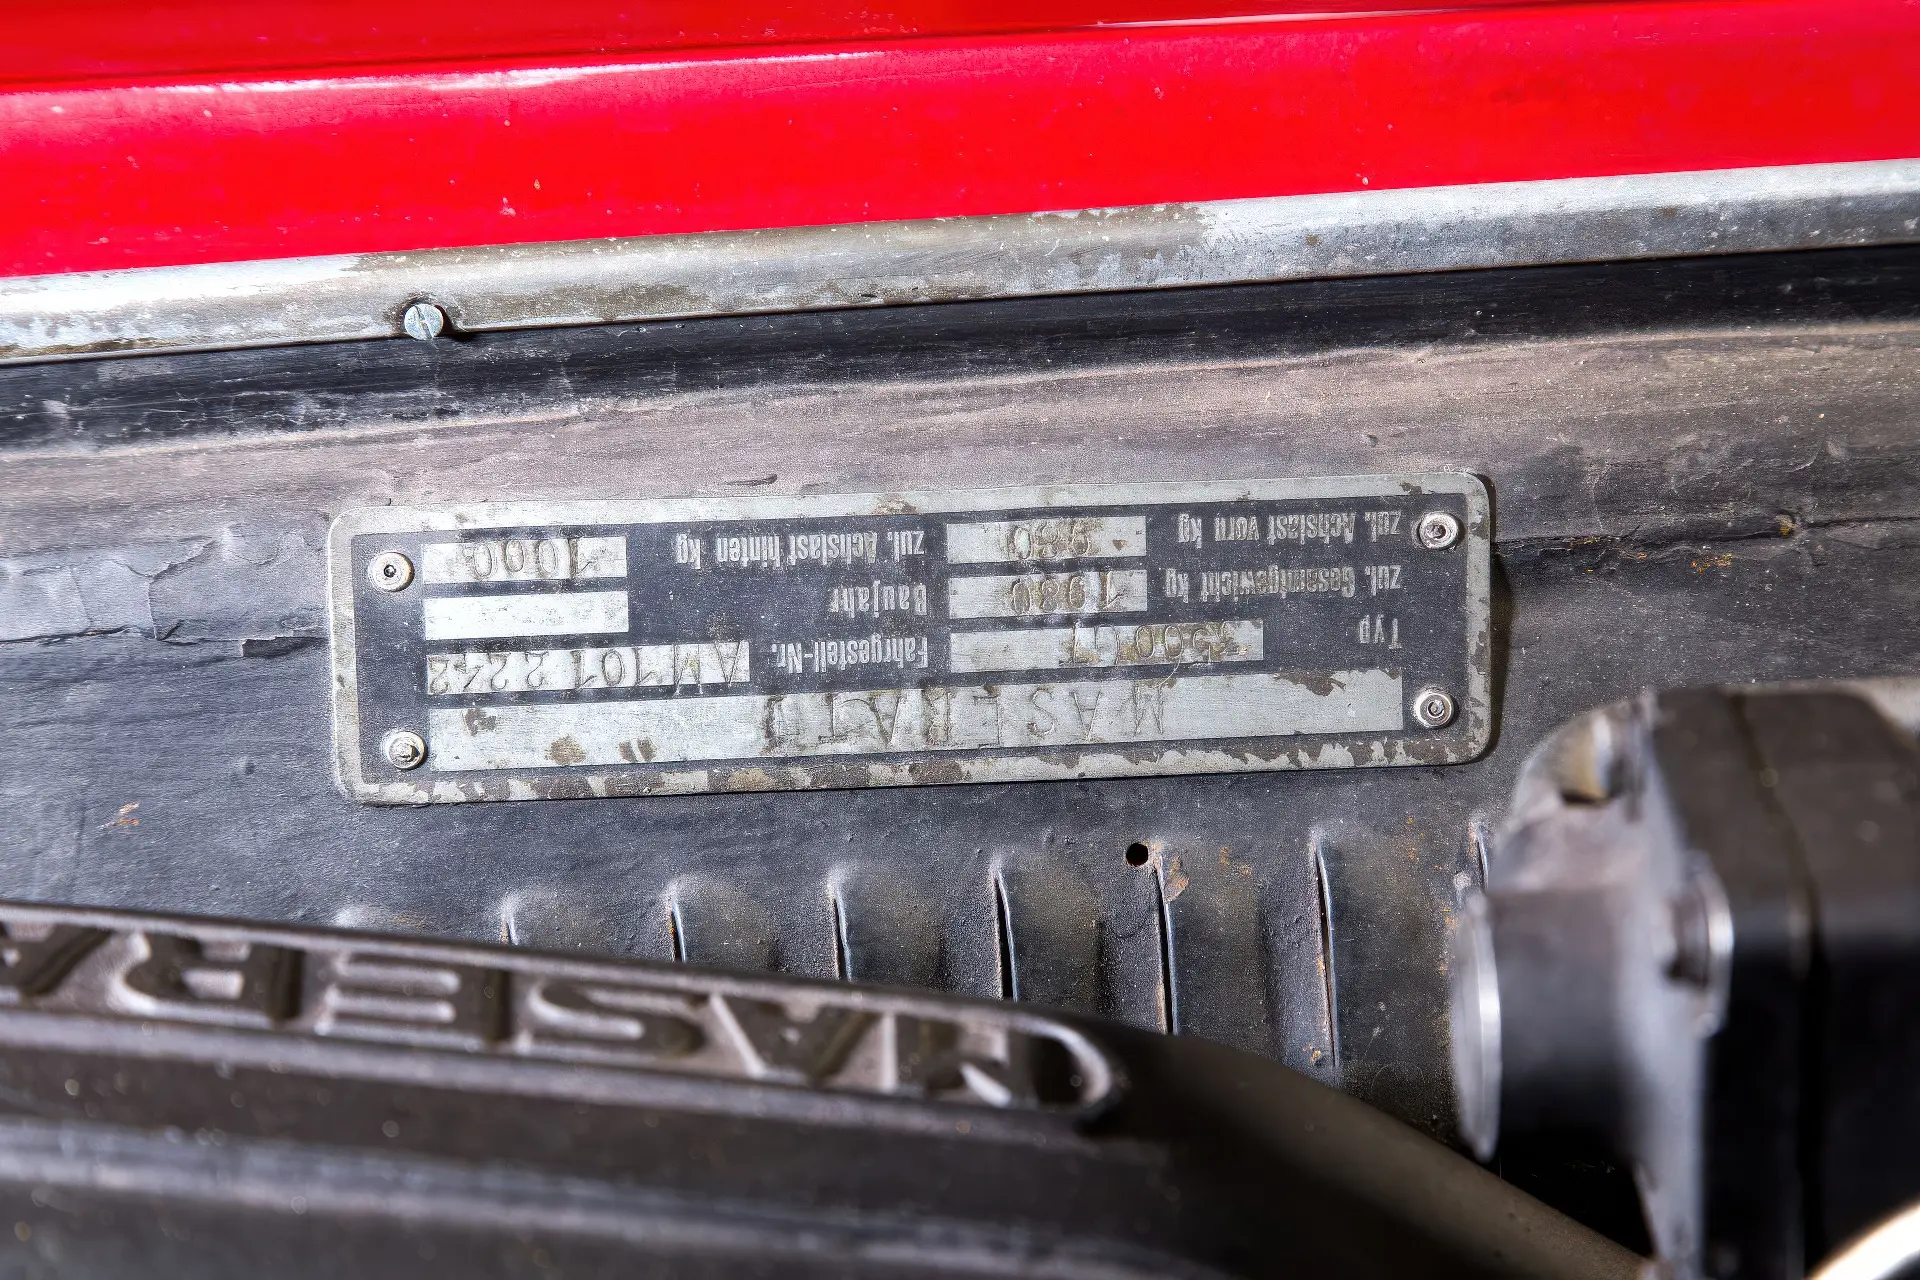 MASERA
MASERATI
Typ 3500GT Fahrgestell-Nr. AM101 2242
zul. Gesamtgewicht kg 1980 Baujahr
zul. Achslast vorn kg 980 zul. Achslast hinten kg 1000